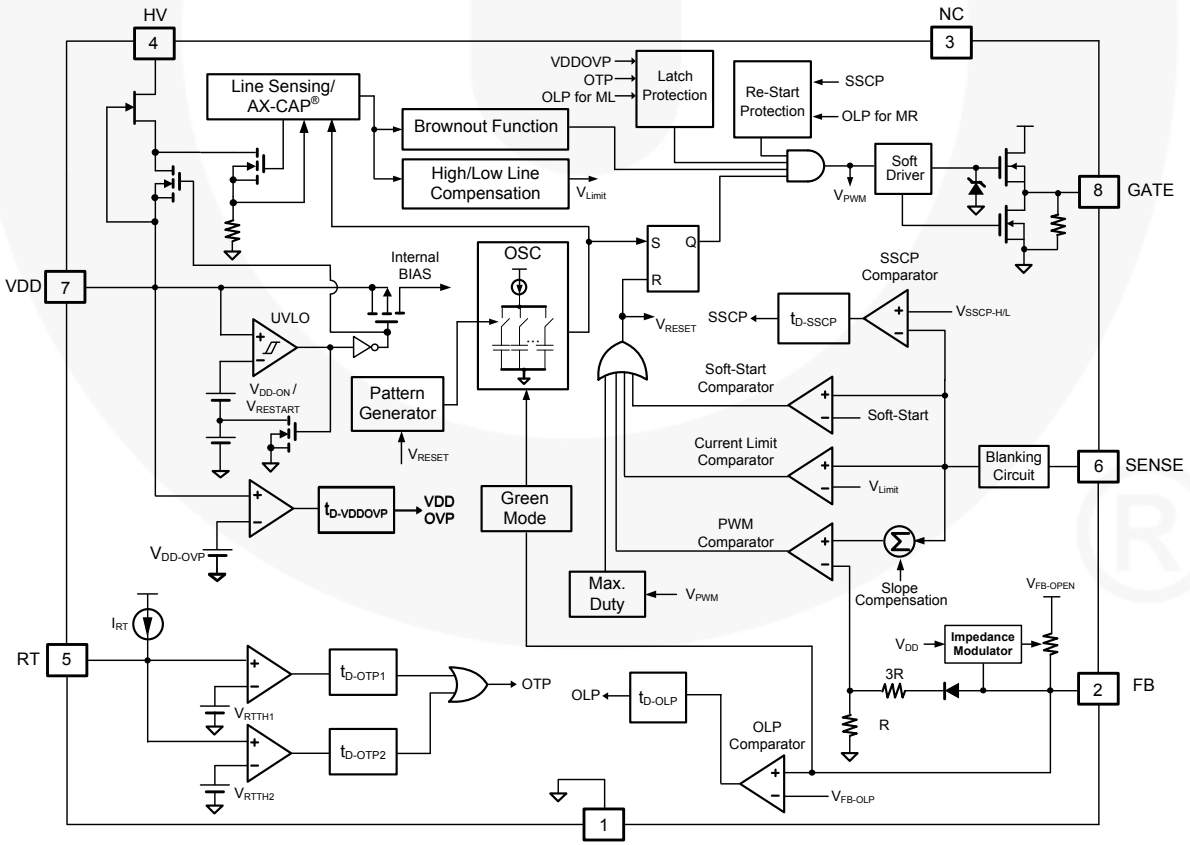 HV
4
NC
3
Line Sensing/
AX-CAP®
VDDOVP
OTP
OLP for ML
Latch
Protection
Re-Start
Protection
SSCP
OLP for MR
Brownout Function
High/Low Line
Compensation
VLimit
VPWM
Soft
Driver
8
GATE
VDD
7
Internal
BIAS
OSC
S
Q
R
VRESET
SSCP
Comparator
SSCP
tD-SSCP
VSSCP-H/L
UVLO
VDD-ON /
VRESTART
Pattern
Generator
VRESET
Soft-Start
Comparator
Soft-Start
Current Limit
Comparator
VLimit
Blanking
Circuit
6
SENSE
tD-VDDOVP
VDD
OVP
VDD-OVP
Green
Mode
PWM
Comparator
Σ
Slope
Compensation
Max.
Duty
VPWM
VFB-OPEN
VDD
Impedance
Modulator
IRT
RT
5
3R
R
2
FB
VRTTH1
tD-OTP1
OTP
VRTTH2
tD-OTP2
OLP
tD-OLP
OLP
Comparator
VFB-OLP
1
®
+
−
+
−
+
−
+
−
+
−
+
−
+
−
+
−
+
−